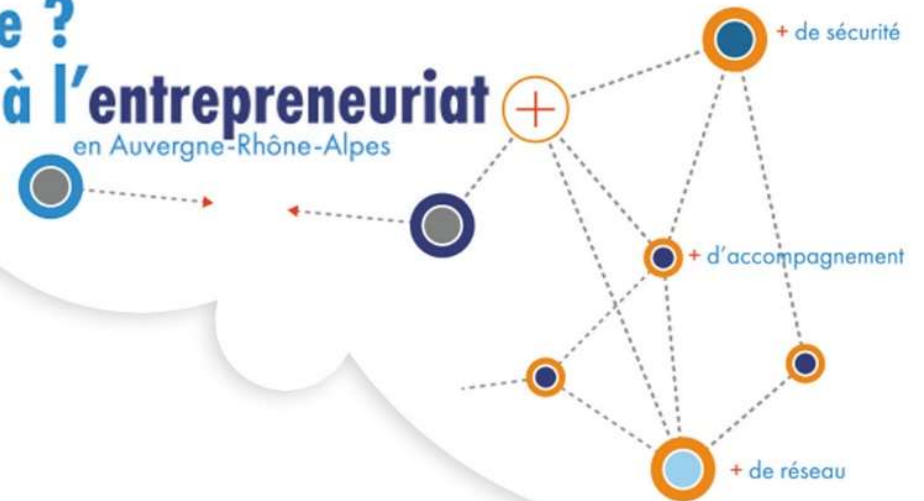 e ?
à l'entrepreneuriat
en Auvergne-Rhône-Alpes
+ de sécurité
+ d'accompagnement
+ de réseau